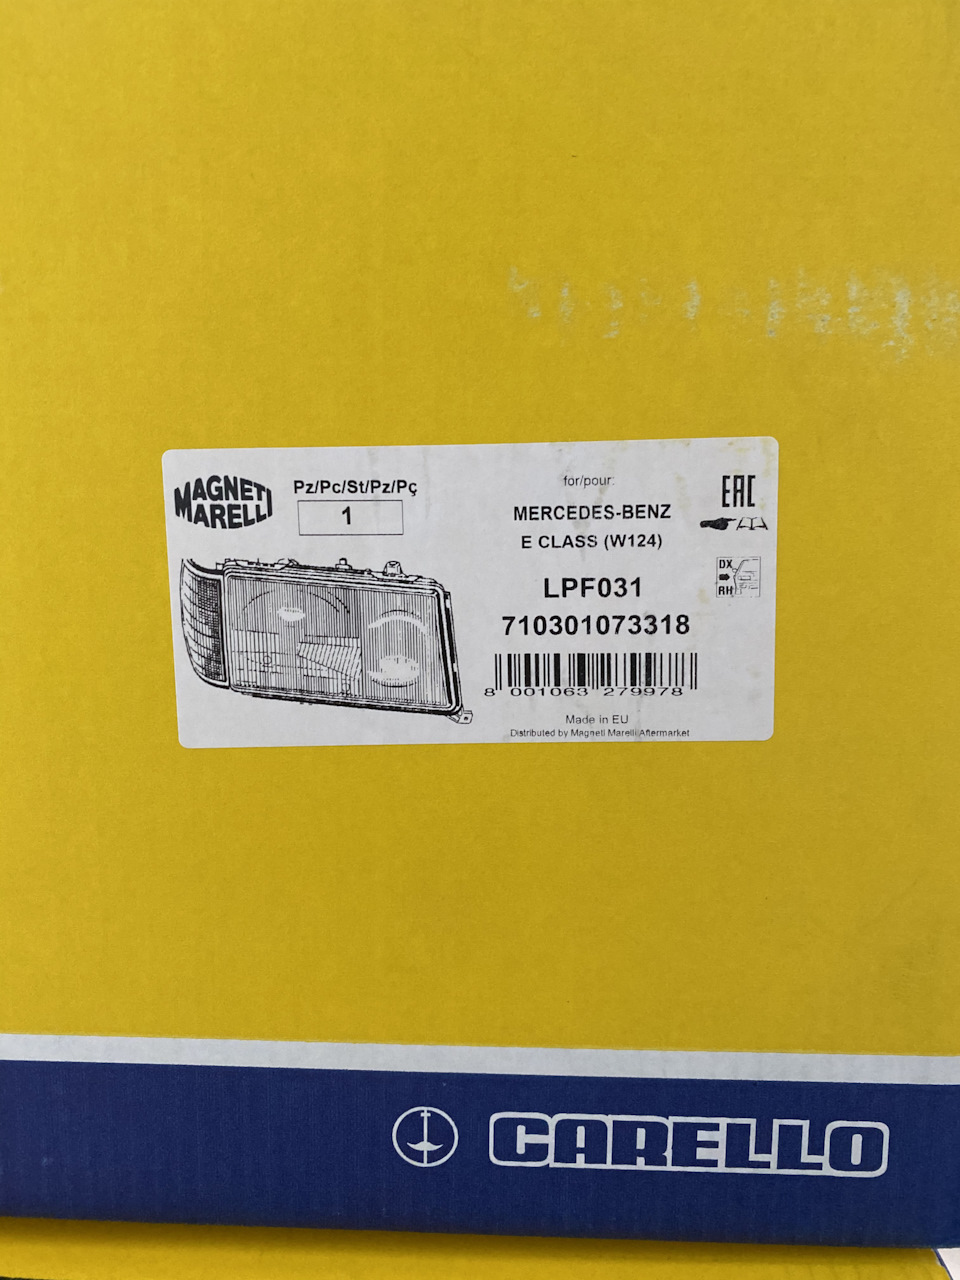 MAGNETI
MARELLI
Pz/Pc/St/Pz/Pç
1
for/pour:
MERCEDES-BENZ
E CLASS (W124)
LPF031
710301073318
8 001063 279978
Made in EU
Distributed by Magneti Marelli Aftermarket
EAC
DX
RH
CARELLO